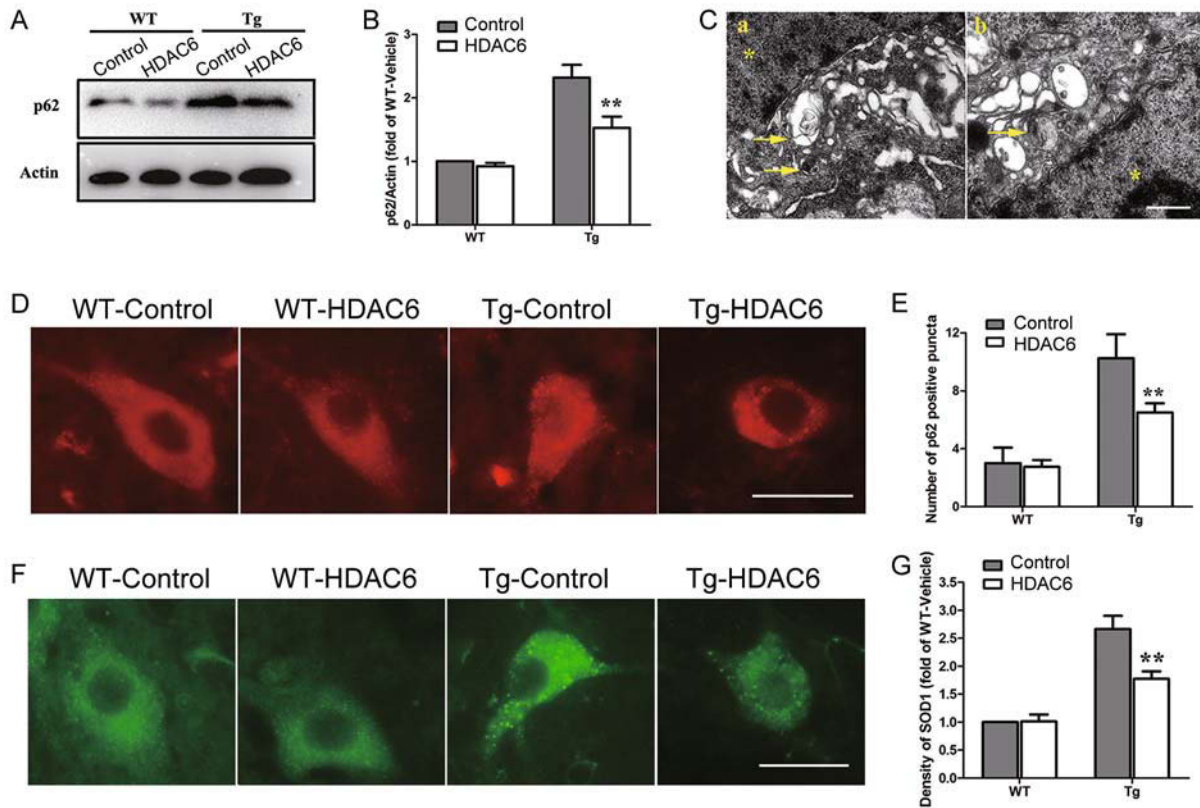 A
WT
Tg
Control
HDAC6
Control
HDAC6
p62
Actin
B
Control
HDAC6
p62/Actin (fold of WT-Vehicle)
3
2
1
0
**
WT
Tg
C
a
*
b
*
D
WT-Control
WT-HDAC6
Tg-Control
Tg-HDAC6
E
Control
HDAC6
Number of p62 positive puncta
12
8
4
0
**
WT
Tg
F
WT-Control
WT-HDAC6
Tg-Control
Tg-HDAC6
G
Control
HDAC6
Density of SOD1 (fold of WT-Vehicle)
3.0
2.5
2.0
1.5
1.0
0.5
0.0
**
WT
Tg